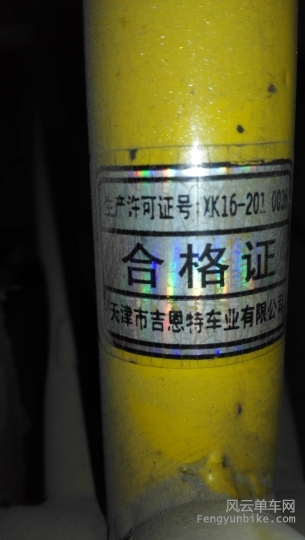 生产许可证号:XK16-201 0036
合格证
天津市吉恩特车业有限公司
风云单车网
Fengyunbike.com